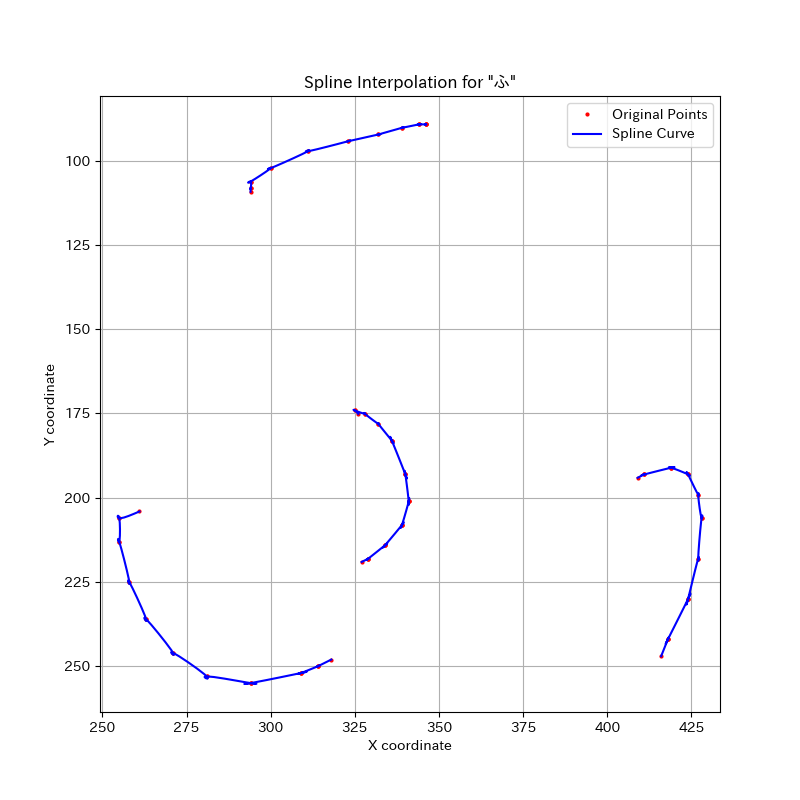 Spline Interpolation for "ふ"
Original Points
Spline Curve
Y coordinate
100
125
150
175
200
225
250
250 275 300 325 350 375 400 425
X coordinate